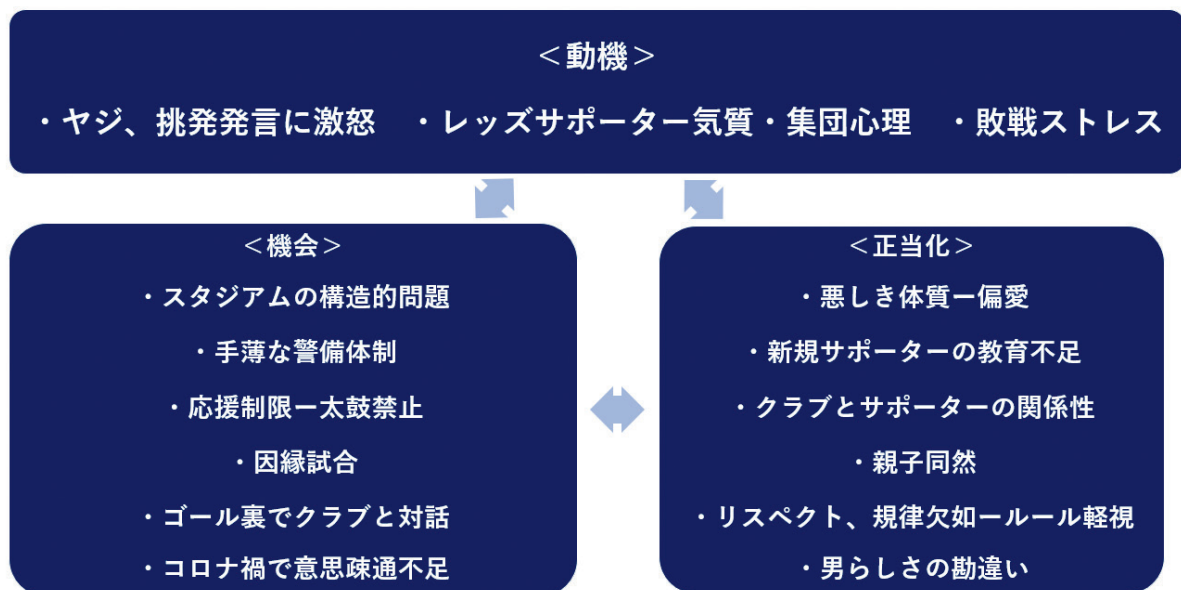 ＜動機＞
・ヤジ、挑発発言に激怒　・レッズサポーター気質・集団心理　・敗戦ストレス
＜機会＞
・スタジアムの構造的問題
・手薄な警備体制
・応援制限ー太鼓禁止
・因縁試合
・ゴール裏でクラブと対話
・コロナ禍で意思疎通不足
＜正当化＞
・悪しき体質ー偏愛
・新規サポーターの教育不足
・クラブとサポーターの関係性
・親子同然
・リスペクト、規律欠如ールール軽視
・男らしさの勘違い